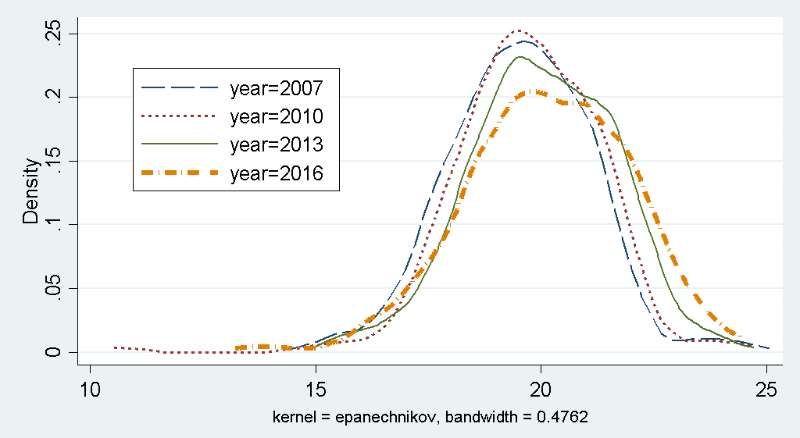 Density
.25
.2
.15
.1
.05
0
year=2007
year=2010
year=2013
year=2016
10 15 20 25
kernel = epanechnikov, bandwidth = 0.4762